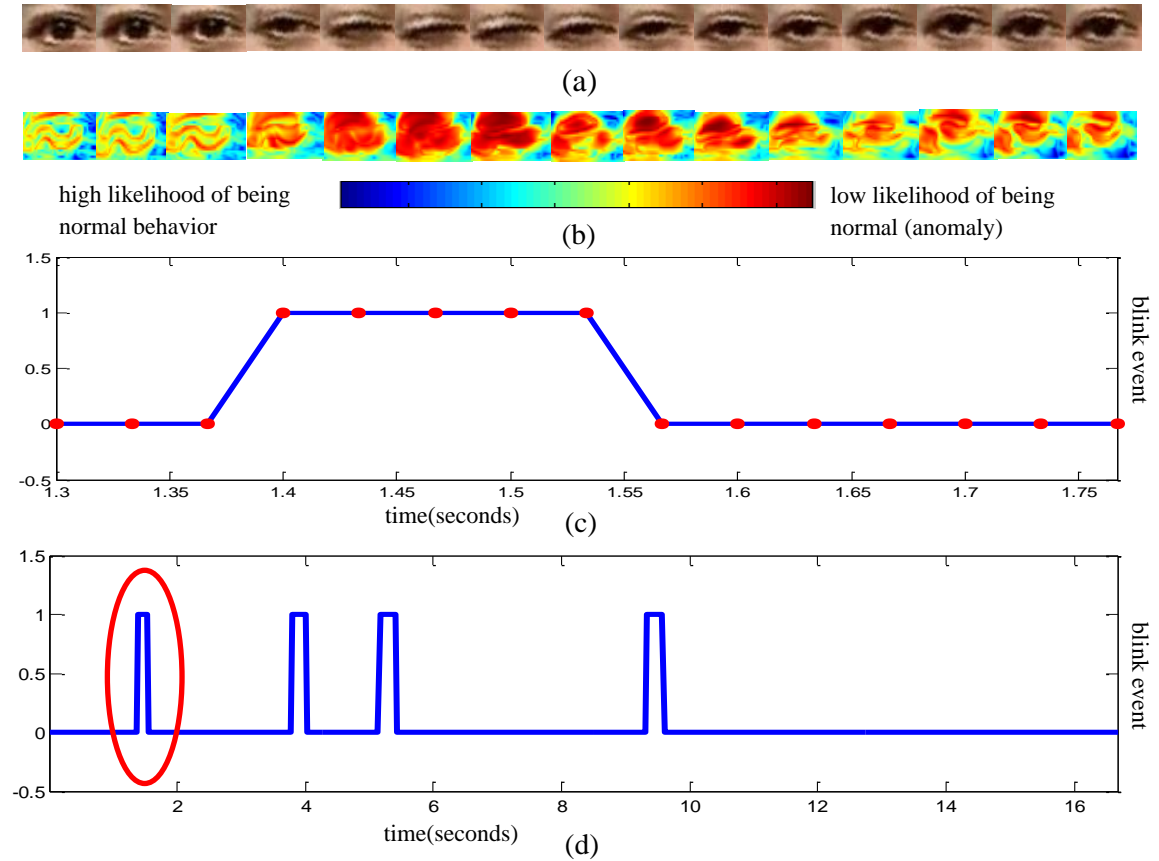 (a)
high likelihood of being
normal behavior
low likelihood of being
normal (anomaly)
(b)
1.5
1
0.5
0
-0.5
1.3 1.35 1.4 1.45 1.5 1.55 1.6 1.65 1.7 1.75
time(seconds)
blink event
(c)
1.5
1
0.5
0
-0.5
2 4 6 8 10 12 14 16
time(seconds)
blink event
(d)